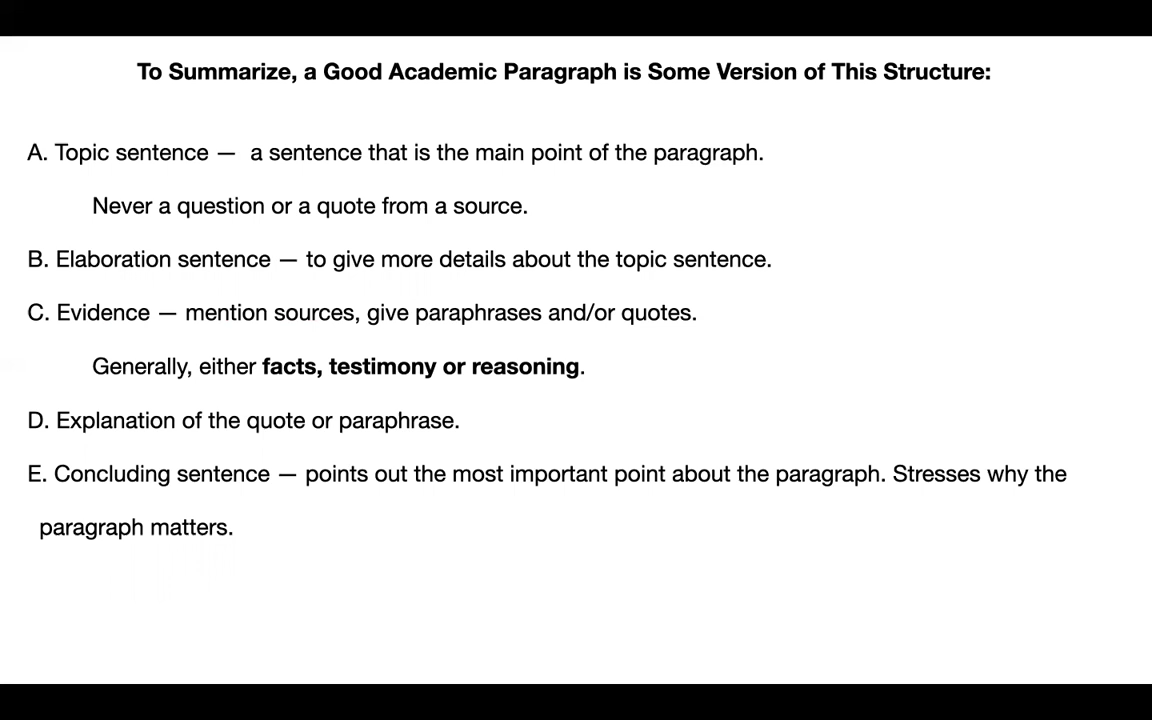 To Summarize, a Good Academic Paragraph is Some Version of This Structure:
A. Topic sentence — a sentence that is the main point of the paragraph.
Never a question or a quote from a source.
B. Elaboration sentence — to give more details about the topic sentence.
C. Evidence — mention sources, give paraphrases and/or quotes.
Generally, either facts, testimony or reasoning.
D. Explanation of the quote or paraphrase.
E. Concluding sentence — points out the most important point about the paragraph. Stresses why the
paragraph matters.